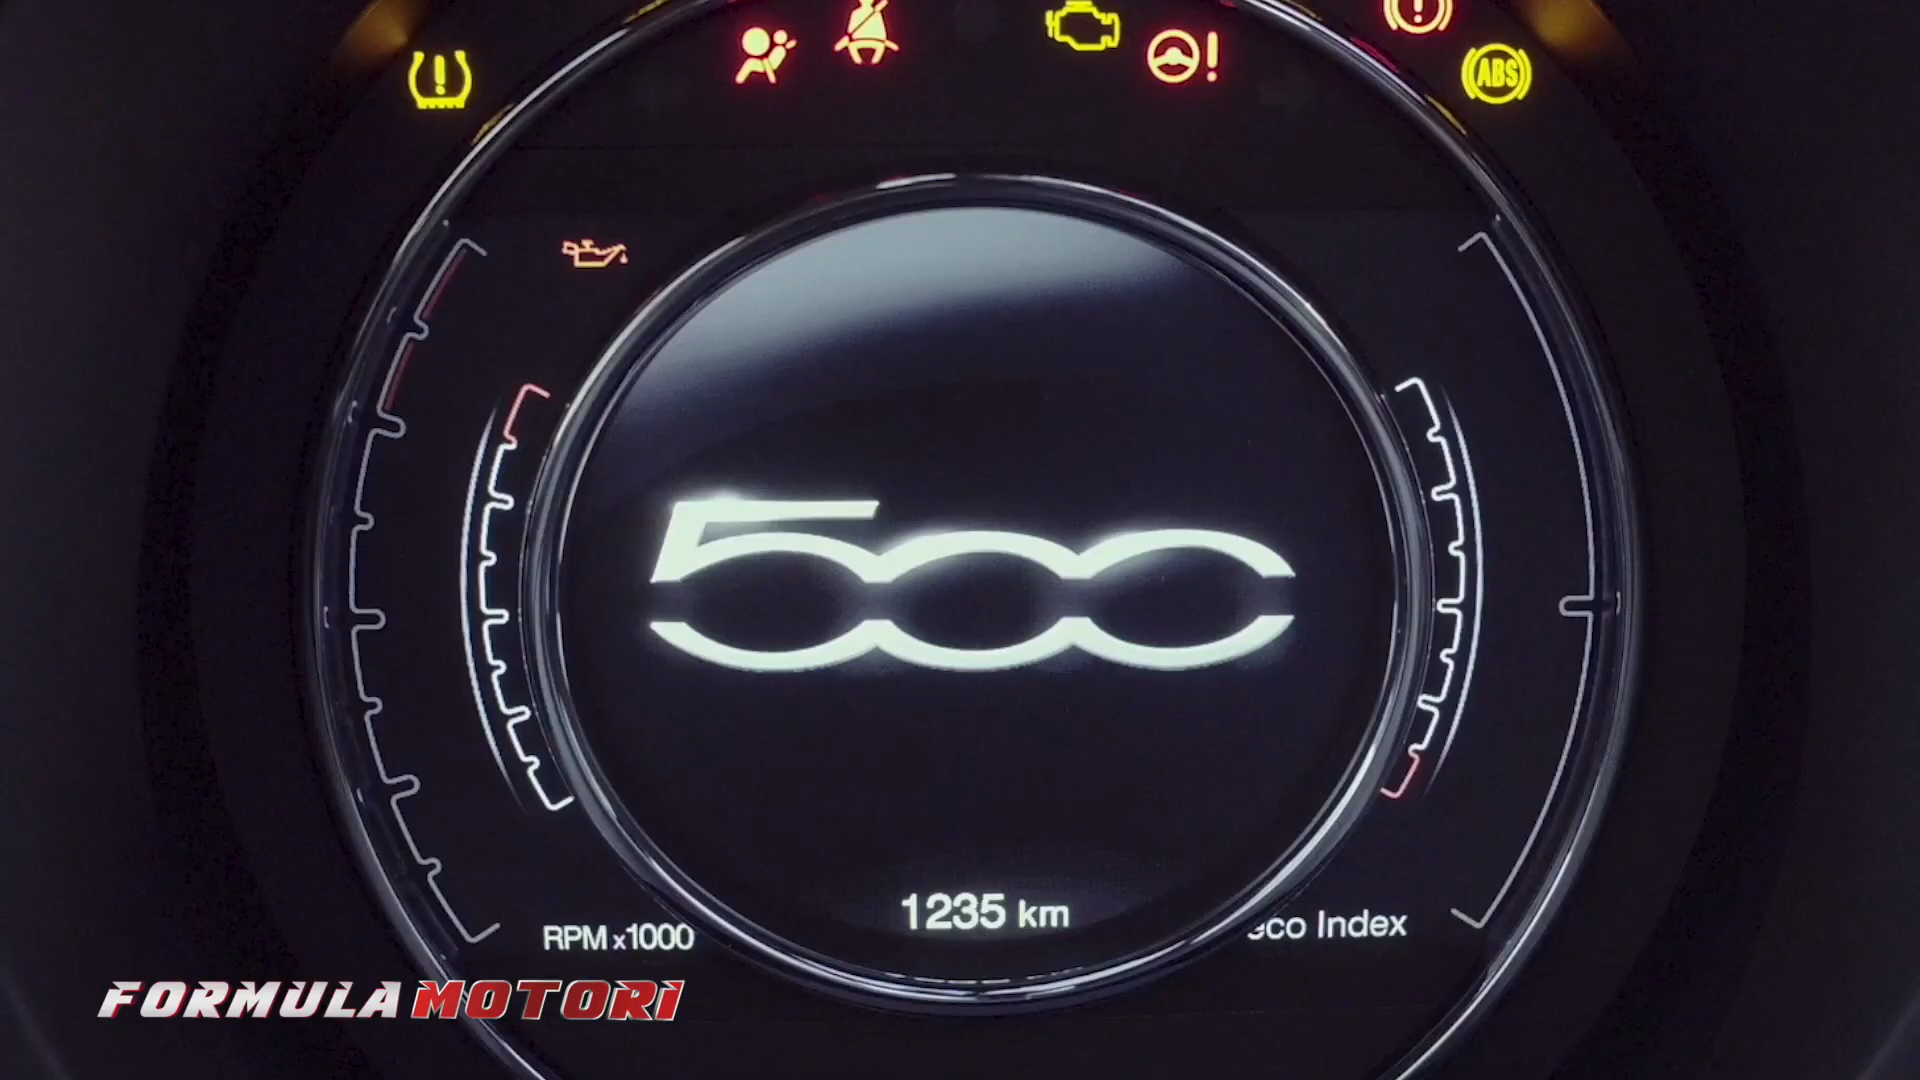 ABS
500
1235 km
RPM x1000
eco Index
FORMULA MOTORI